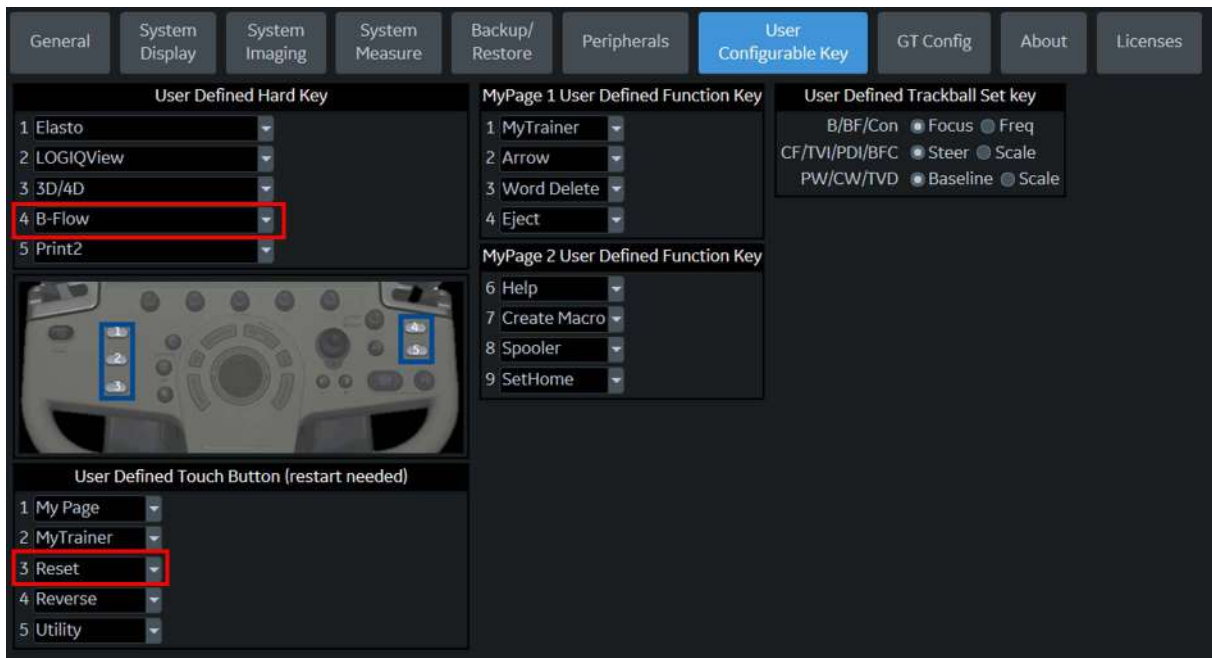 General
System
Display
System
Imaging
System
Measure
Backup/
Restore
Peripherals
User
Configurable Key
GT Config
About
Licenses
User Defined Hard Key
1 Elasto
2 LOGIQView
3 3D/4D
4 B-Flow
5 Print2
1
2
3
4
5
User Defined Touch Button (restart needed)
1 My Page
2 MyTrainer
3 Reset
4 Reverse
5 Utility
MyPage 1 User Defined Function Key
1 MyTrainer
2 Arrow
3 Word Delete
4 Eject
MyPage 2 User Defined Function Key
6 Help
7 Create Macro
8 Spooler
9 SetHome
User Defined Trackball Set key
B/BF/Con Focus Freq
CF/TVI/PDI/BFC Steer Scale
PW/CW/TVD Baseline Scale